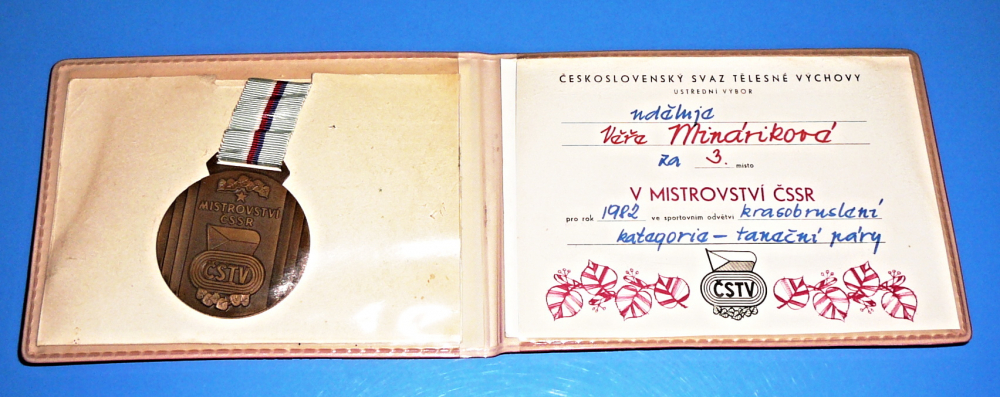 MISTROVSTVÍ
ČSSR
ČSTV
ČESKOSLOVENSKÝ SVAZ TĚLESNÉ VÝCHOVY
ÚSTŘEDNÍ VÝBOR
uděluje
Věře Mináriková
za 3. místo
V MISTROVSTVÍ ČSSR
pro rok 1982 ve sportovním odvětví krasobruslení
kategorie – taneční páry
ČSTV